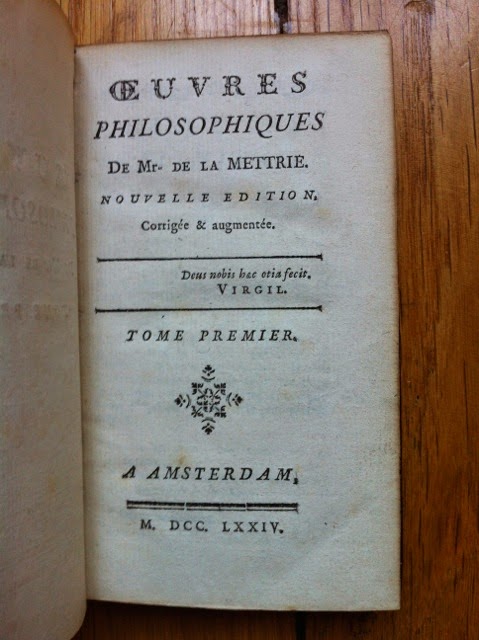 ŒUVRES
PHILOSOPHIQUES
DE Mr. DE LA METTRIE.
NOUVELLE EDITION,
Corrigée & augmentée.
Deus nobis hæc otia fecit.
VIRGIL.
TOME PREMIER.
A AMSTERDAM,
M. DCC. LXXIV.